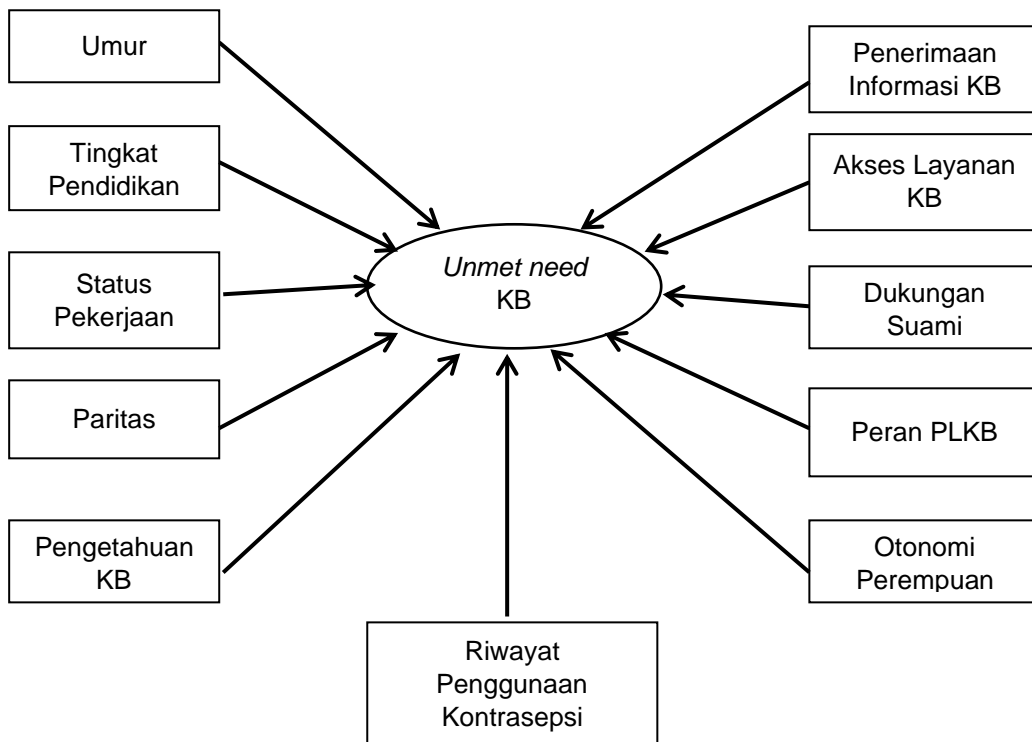 Umur
Tingkat
Pendidikan
Status
Pekerjaan
Paritas
Pengetahuan
KB
Unmet need
KB
Riwayat
Penggunaan
Kontrasepsi
Penerimaan
Informasi KB
Akses Layanan
KB
Dukungan
Suami
Peran PLKB
Otonomi
Perempuan